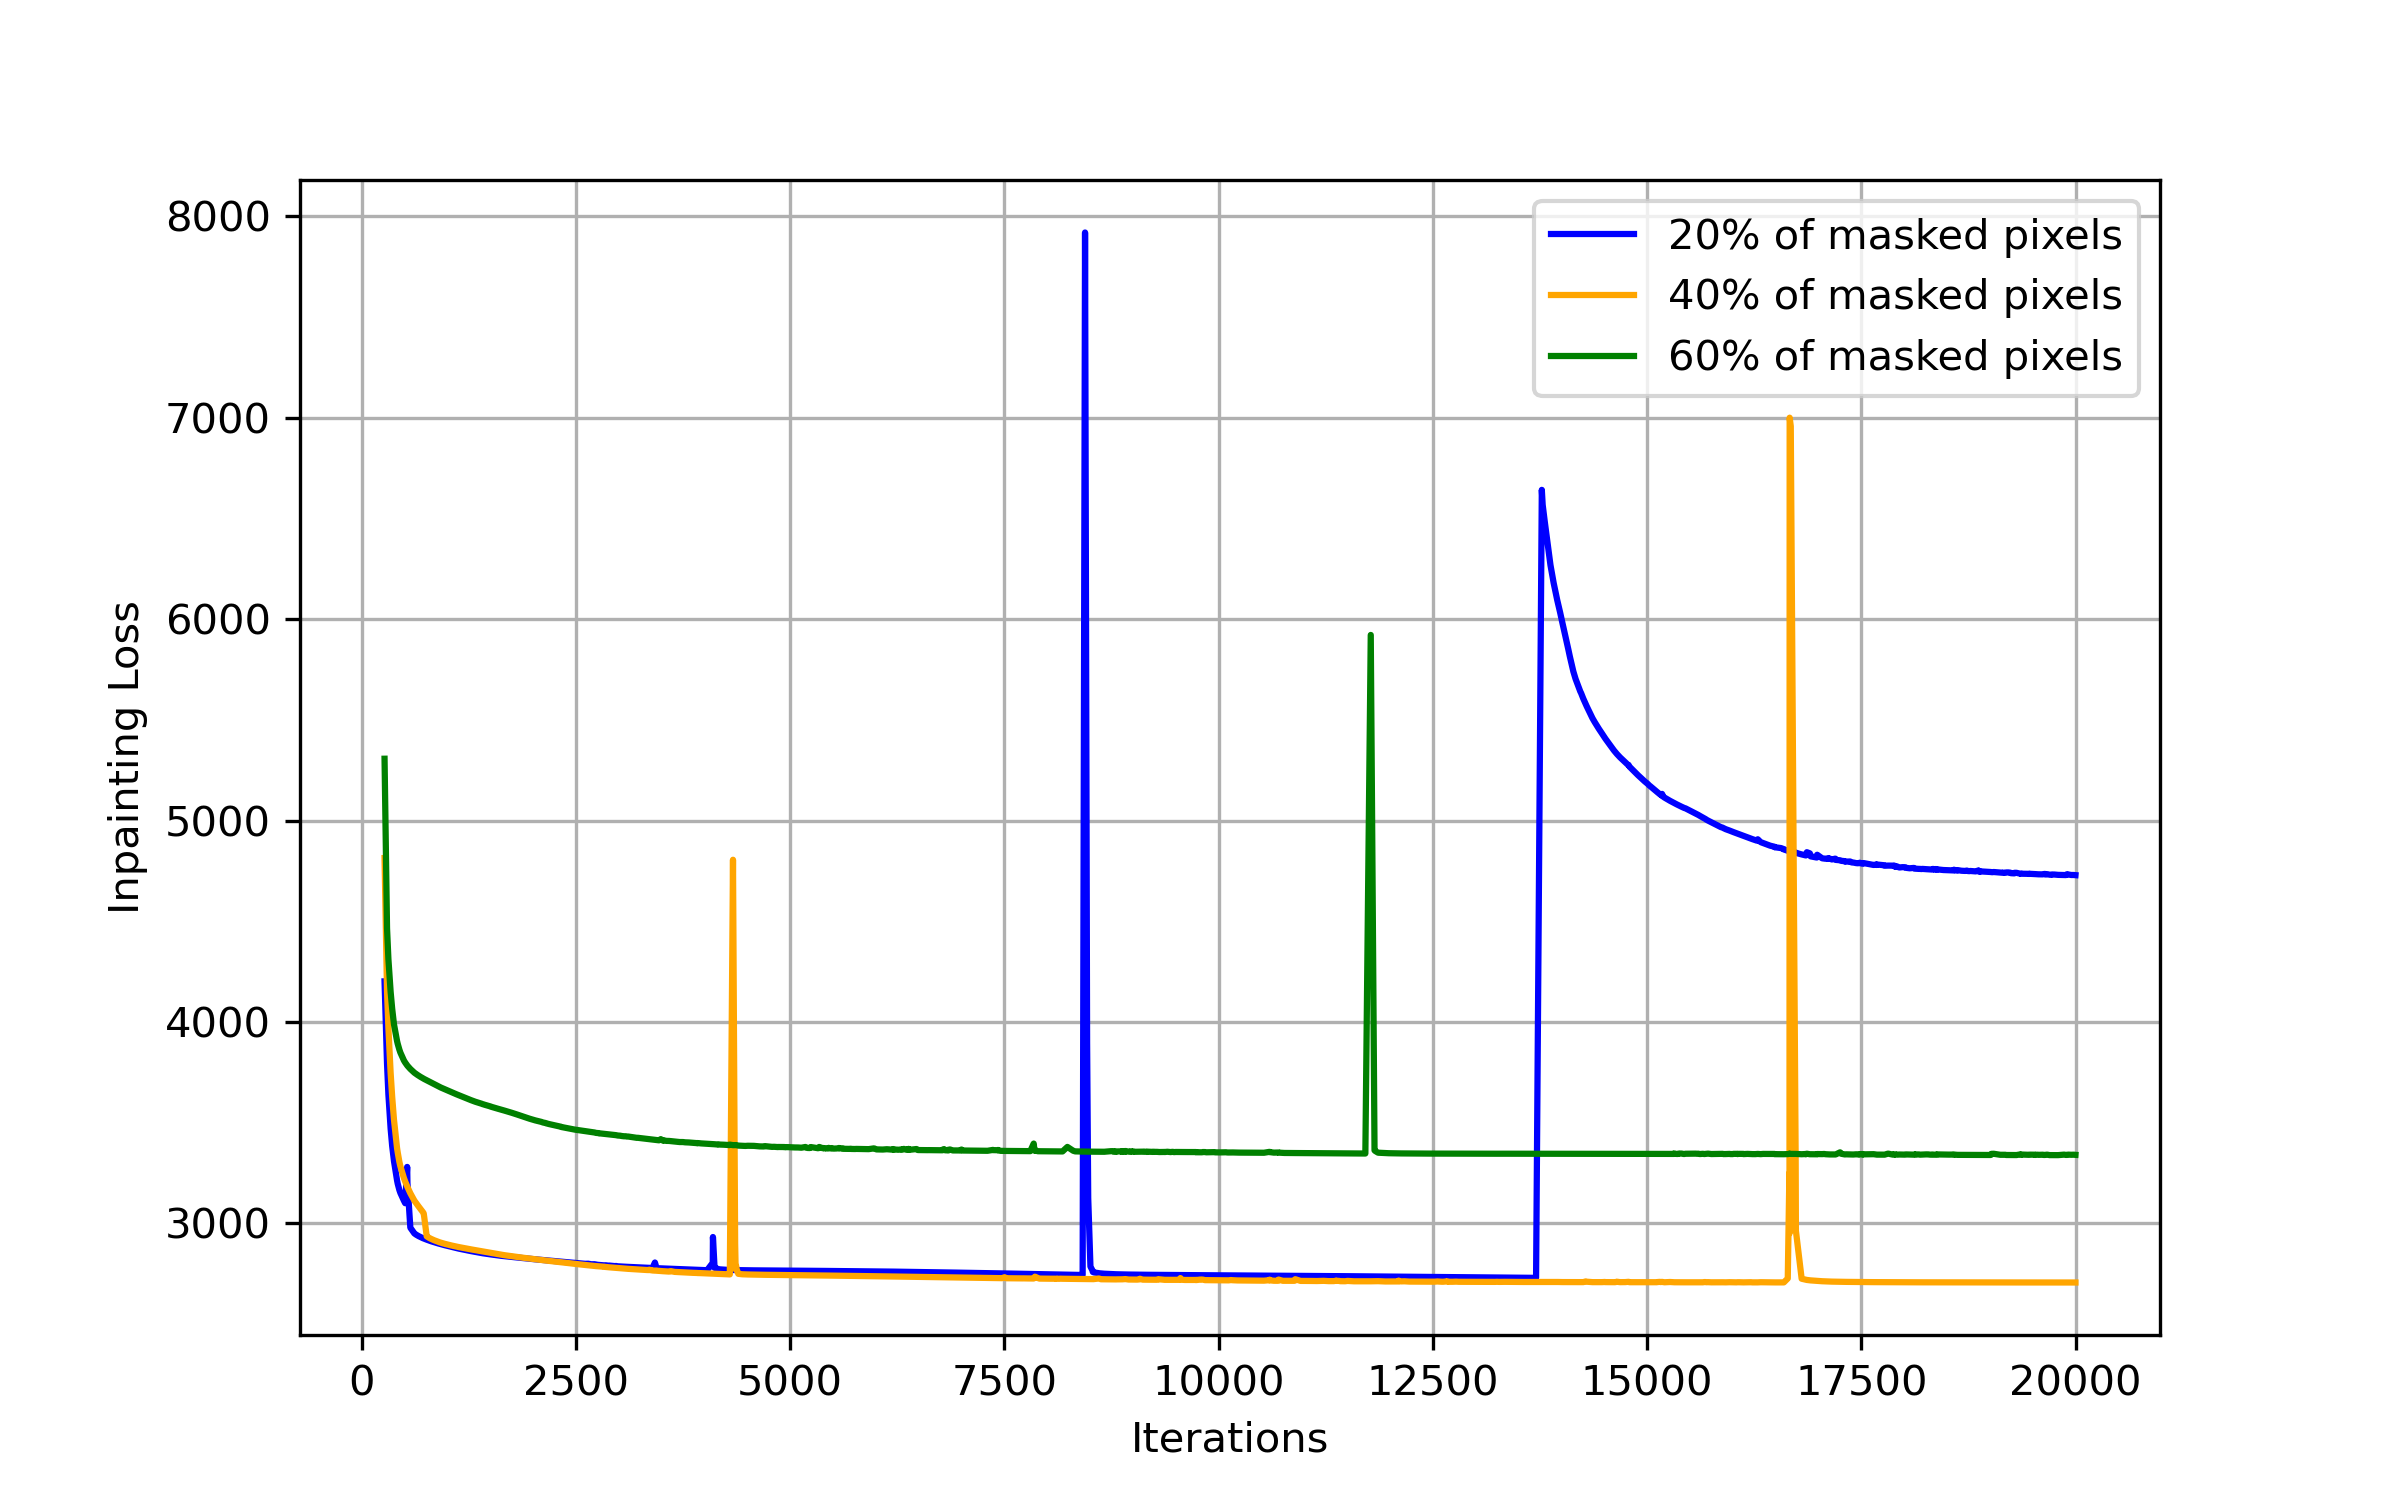 8000
7000
6000
5000
4000
3000
Inpainting Loss
20% of masked pixels
40% of masked pixels
60% of masked pixels
0 2500 5000 7500 10000 12500 15000 17500 20000
Iterations